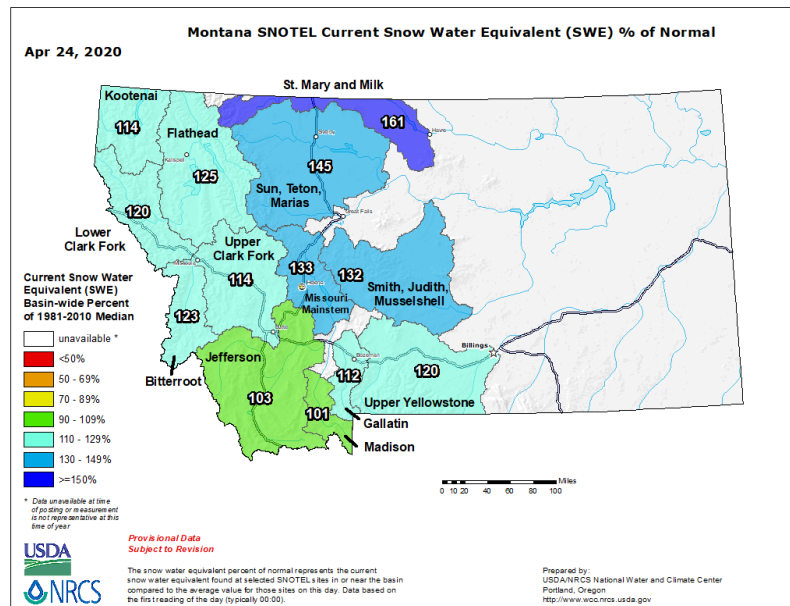 Montana SNOTEL Current Snow Water Equivalent (SWE) % of Normal
Apr 24, 2020
St. Mary and Milk
Kootenai
114
161
Flathead
Shelby
Havre
Kalispell
145
125
Sun, Teton,
Marias
120
Great Falls
Lower
Clark Fork
Upper
Clark Fork
Missoula
133
132
114
Helena
Smith, Judith,
Musselshell
Missouri
Mainstem
Current Snow Water
Equivalent (SWE)
Basin-wide Percent
of 1981-2010 Median
unavailable *
<50%
50 - 69%
70 - 89%
90 - 109%
110 - 129%
130 - 149%
>=150%
* Data unavailable at time
of posting or measurement
is not representative at this
time of year
123
Butte
Billings
Jefferson
Bozeman
Bitterroot
112
120
103
101
Upper Yellowstone
Gallatin
Madison
Miles
0 10 20 40 60 80 100
Provisional Data
Subject to Revision
USDA
NRCS
The snow water equivalent percent of normal represents the current
snow water equivalent found at selected SNOTEL sites in or near the basin
compared to the average value for those sites on this day. Data based on
the first reading of the day (typically 00:00).
Prepared by:
USDA/NRCS National Water and Climate Center
Portland, Oregon
http://www.wcc.nrcs.usda.gov